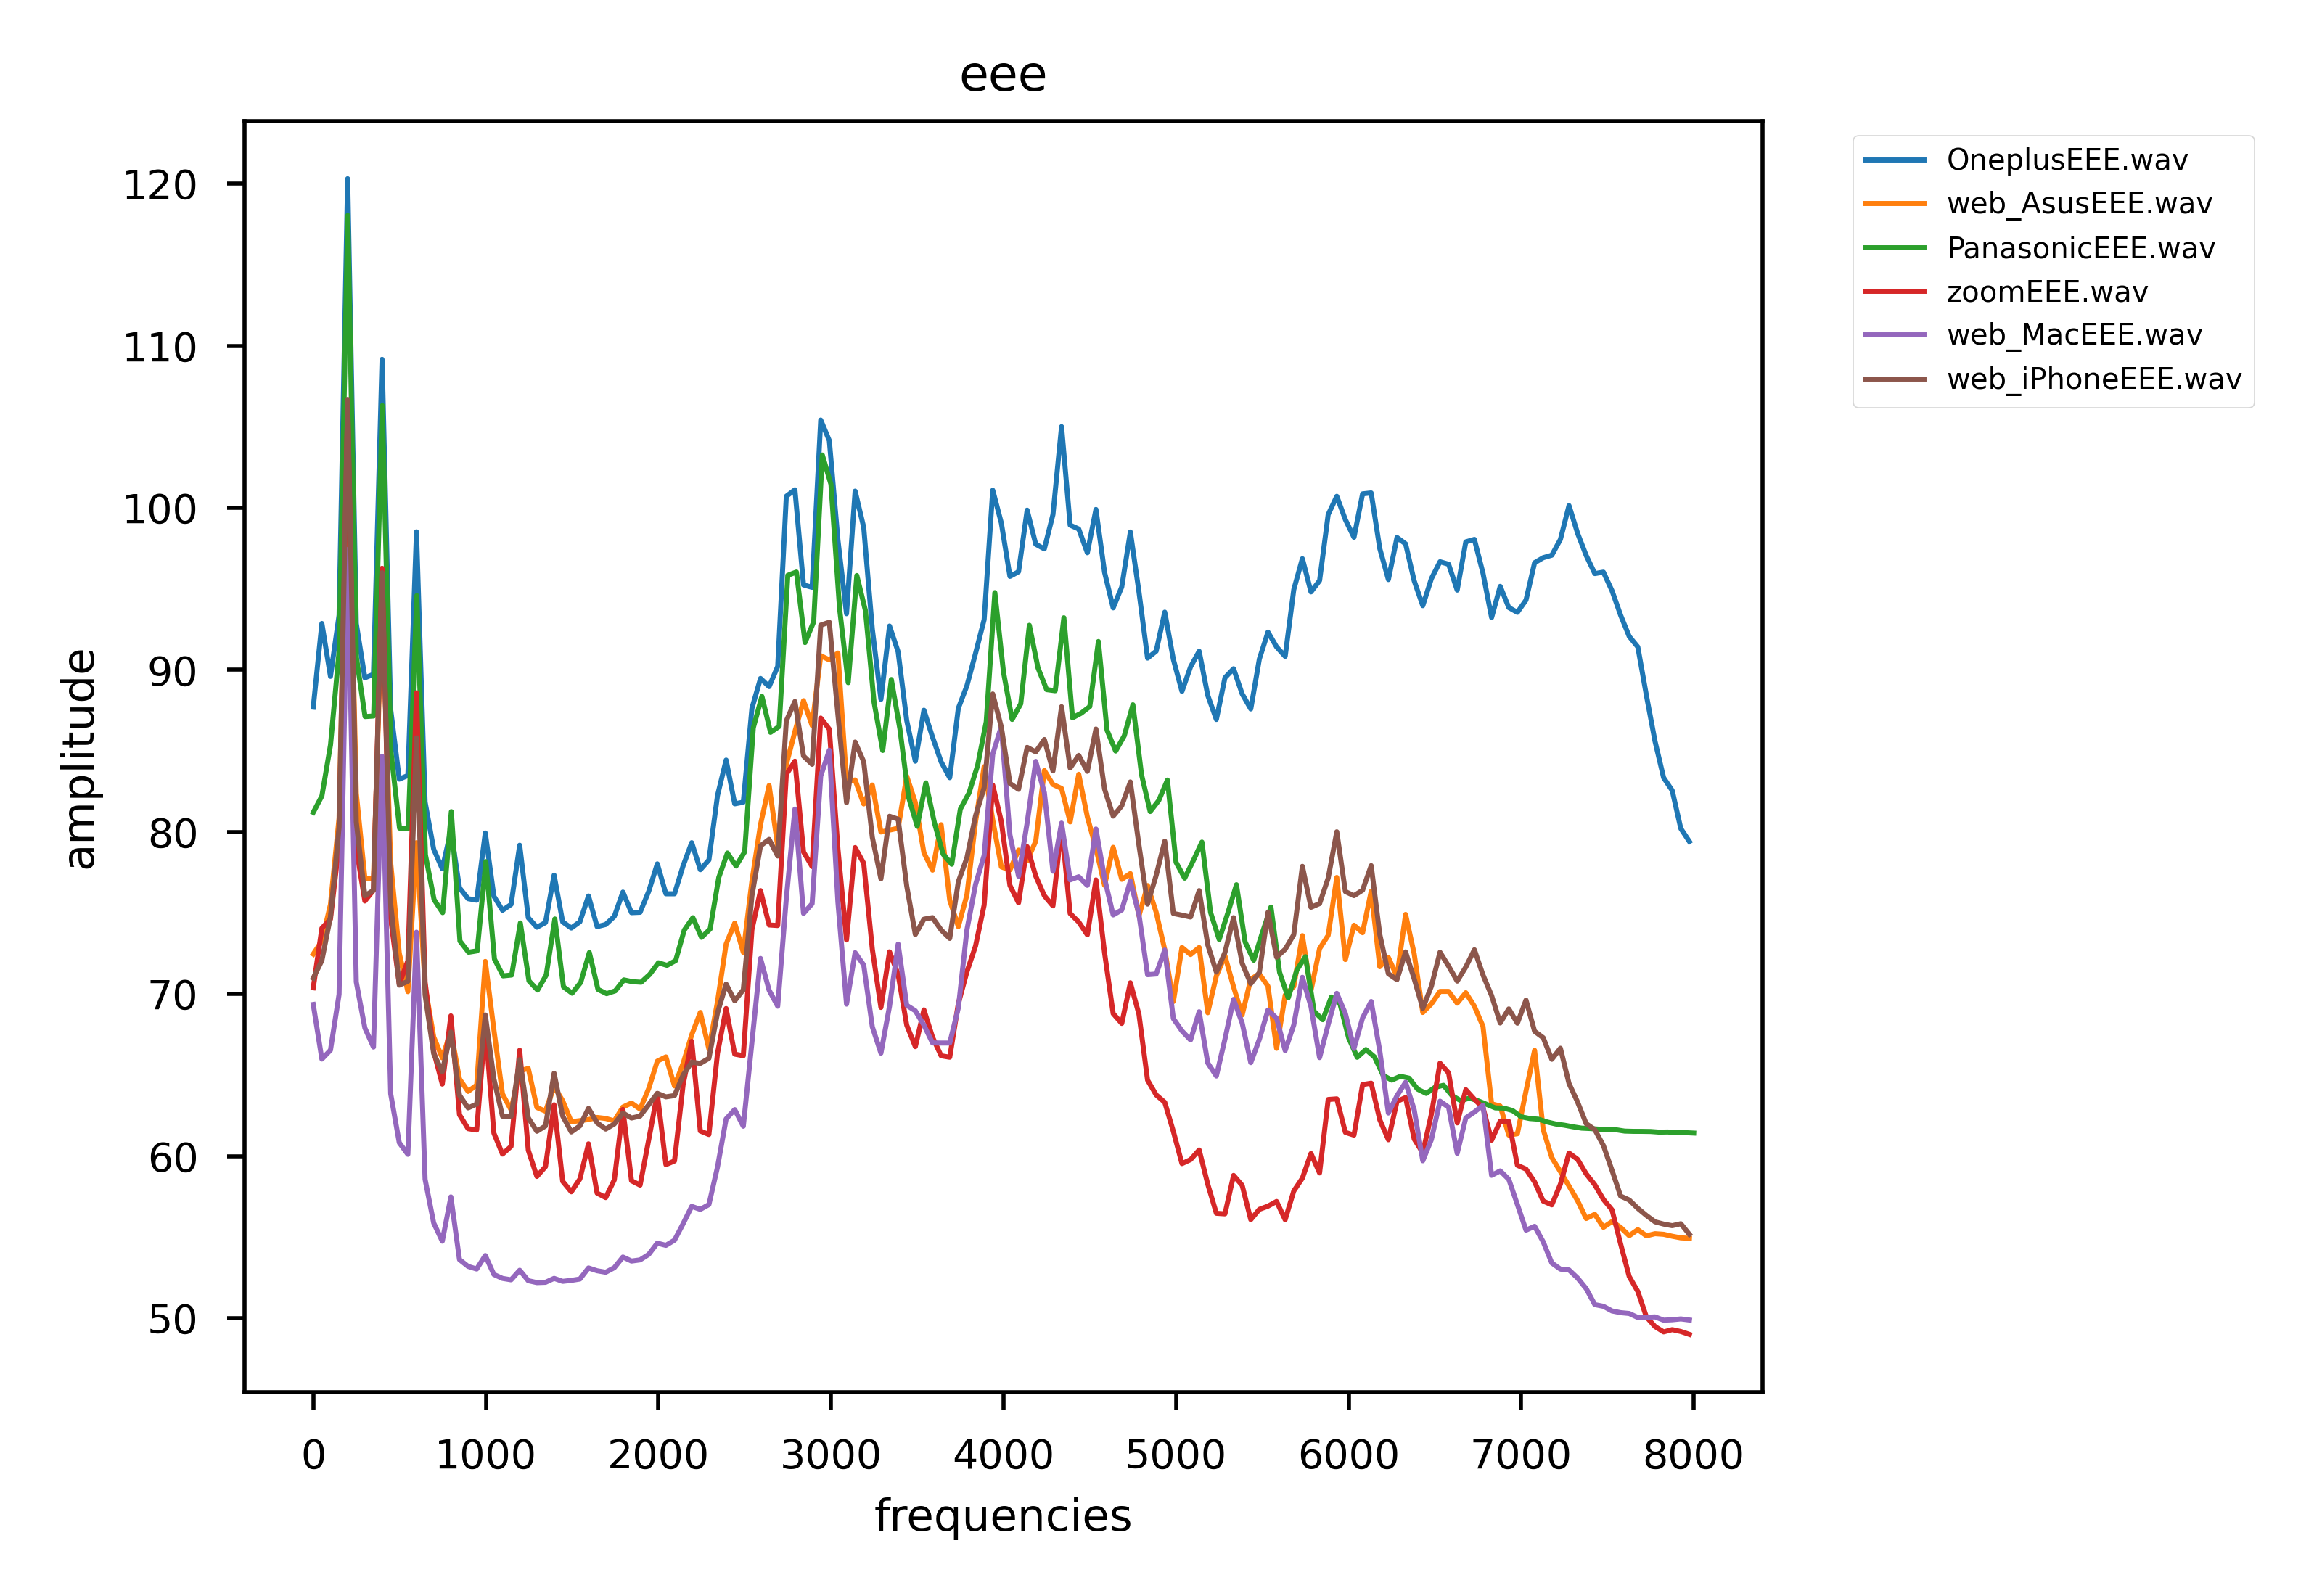 eee
120
110
100
90
80
70
60
50
amplitude
0 1000 2000 3000 4000 5000 6000 7000 8000
frequencies
OneplusEEE.wav
web_AsusEEE.wav
PanasonicEEE.wav
zoomEEE.wav
web_MacEEE.wav
web_iPhoneEEE.wav